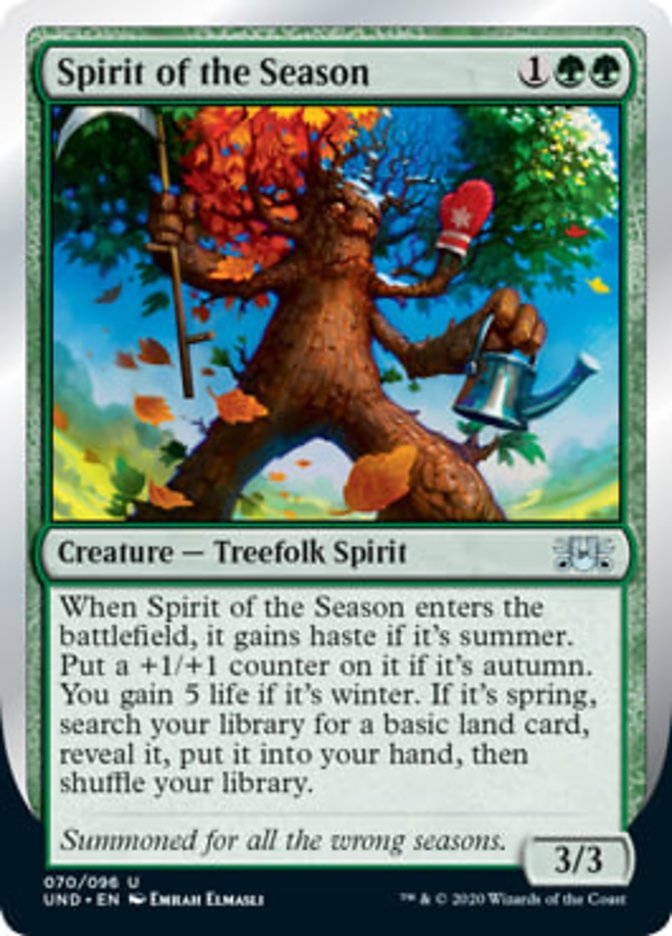 Spirit of the Season 1
Creature — Treefolk Spirit
When Spirit of the Season enters the
battlefield, it gains haste if it's summer.
Put a +1/+1 counter on it if it's autumn.
You gain 5 life if it's winter. If it's spring,
search your library for a basic land card,
reveal it, put it into your hand, then
shuffle your library.
Summoned for all the wrong seasons.
3/3
070/096 U
UND • EN Emrah Elmasli
™ & © 2020 Wizards of the Coast